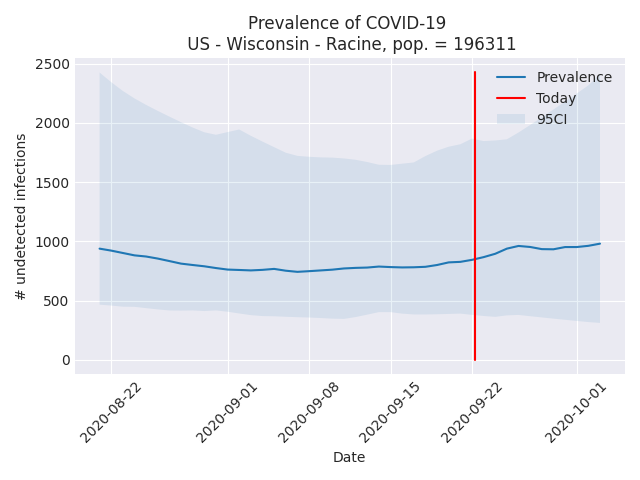 Prevalence of COVID-19
US - Wisconsin - Racine, pop. = 196311
Prevalence
Today
95CI
# undetected infections
2500
2000
1500
1000
500
0
2020-08-22
2020-09-01
2020-09-08
2020-09-15
2020-09-22
2020-10-01
Date